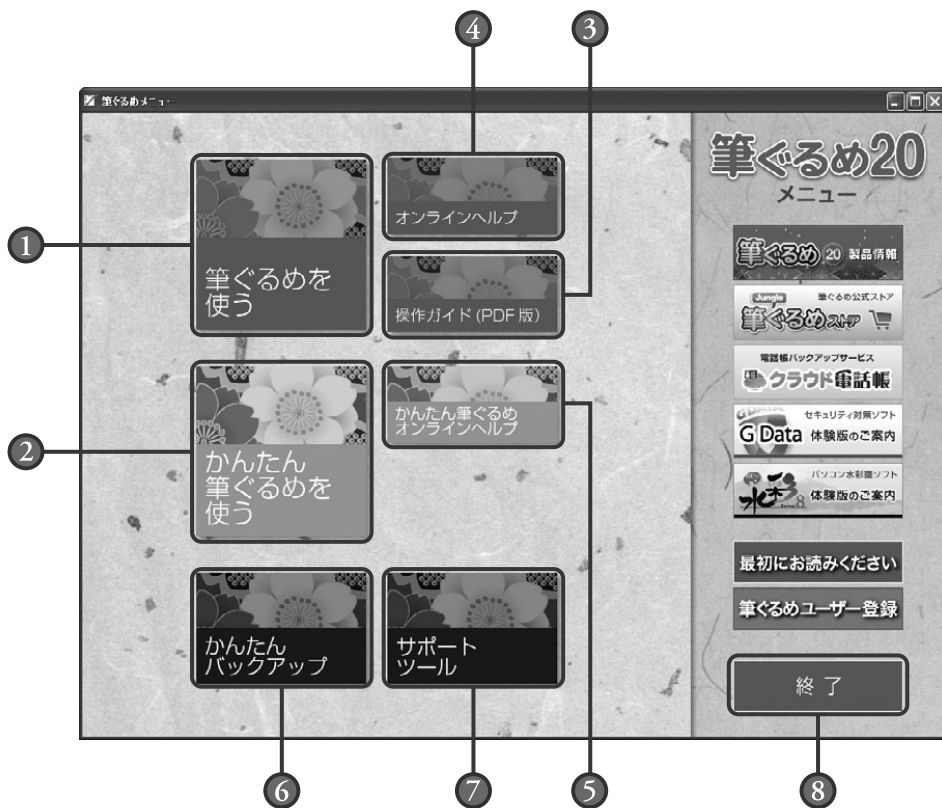 4
3
筆ぐるめメニュー
筆ぐるめ20
メニュー
1
筆ぐるめを
使う
オンラインヘルプ
操作ガイド(PDF版)
2
かんたん
筆ぐるめを
使う
かんたん筆ぐるめ
オンラインヘルプ
かんたん
バックアップ
サポート
ツール
筆ぐるめ 20 製品情報
Jungle 筆ぐるめ公式ストア
筆ぐるめストア
電話帳バックアップサービス
クラウド電話帳
G DATA セキュリティ対策ソフト
G Data 体験版のご案内
パソコン水彩画ソフト
水彩8 体験版のご案内
最初にお読みください
筆ぐるめユーザー登録
終了
6
7
5
8